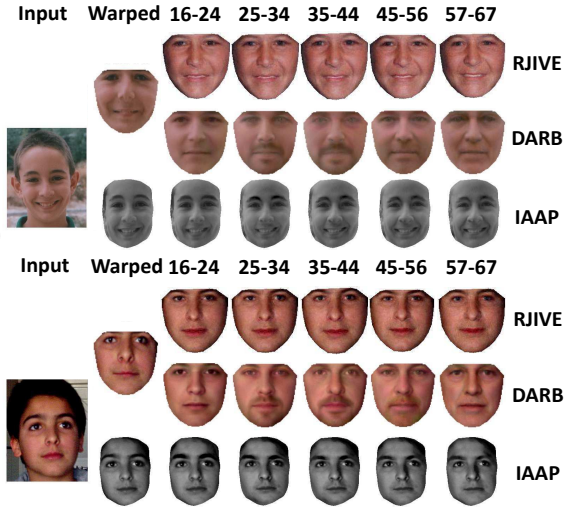 Input Warped 16-24 25-34 35-44 45-56 57-67
RJIVE
DARB
IAAP
Input Warped 16-24 25-34 35-44 45-56 57-67
RJIVE
DARB
IAAP